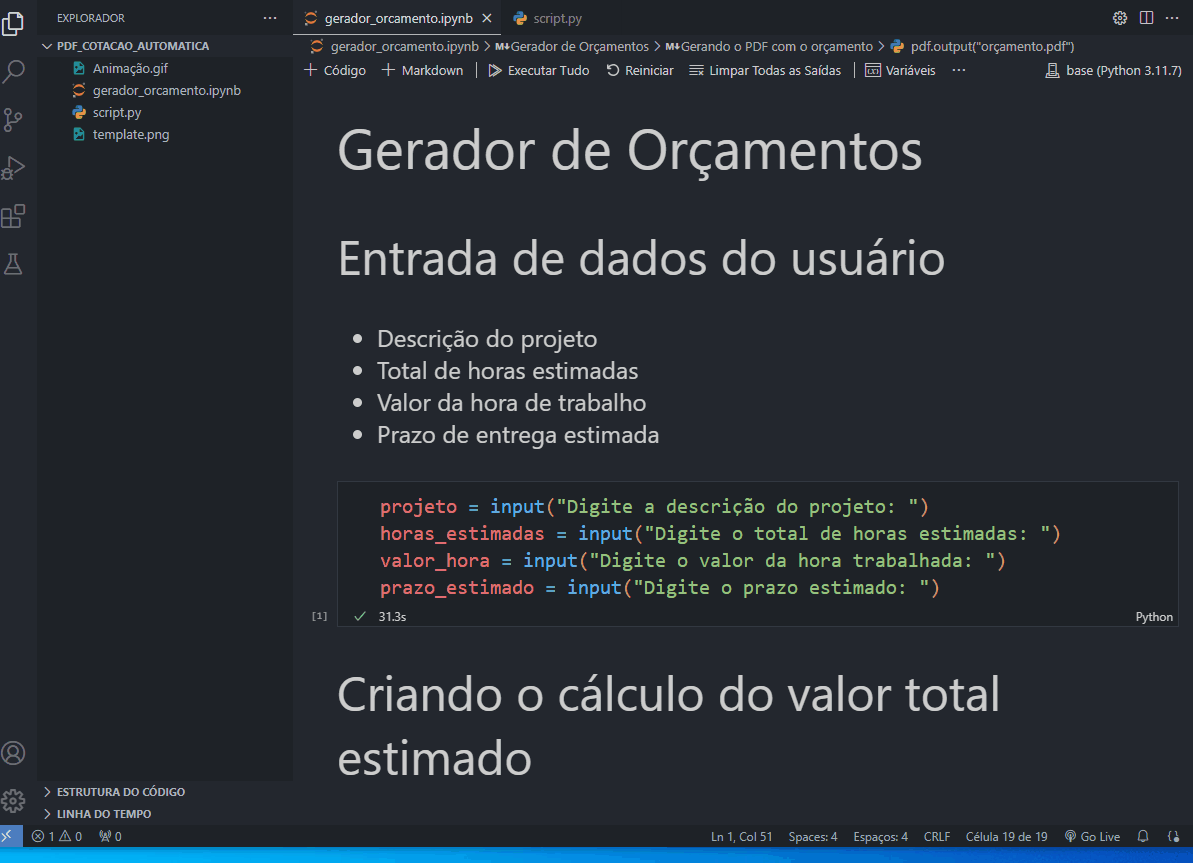 EXPLORADOR
gerador_orcamento.ipynb
script.py
PDF_COTACAO_AUTOMATICA
gerador_orcamento.ipynb > M↓Gerador de Orçamentos > M↓Gerando o PDF com o orçamento > pdf.output("orçamento.pdf")
Animação.gif
gerador_orcamento.ipynb
script.py
template.png
+ Código + Markdown | Executar Tudo Reiniciar Limpar Todas as Saídas | Variáveis ··· base (Python 3.11.7)
Gerador de Orçamentos
Entrada de dados do usuário
• Descrição do projeto
• Total de horas estimadas
• Valor da hora de trabalho
• Prazo de entrega estimada
projeto = input("Digite a descrição do projeto: ")
horas_estimadas = input("Digite o total de horas estimadas: ")
valor_hora = input("Digite o valor da hora trabalhada: ")
prazo_estimado = input("Digite o prazo estimado: ")
[1] ✓ 31.3s Python
Criando o cálculo do valor total
estimado
ESTRUTURA DO CÓDIGO
LINHA DO TEMPO
1 0 0 Ln 1, Col 51 Spaces: 4 Espaços: 4 CRLF Célula 19 de 19 Go Live